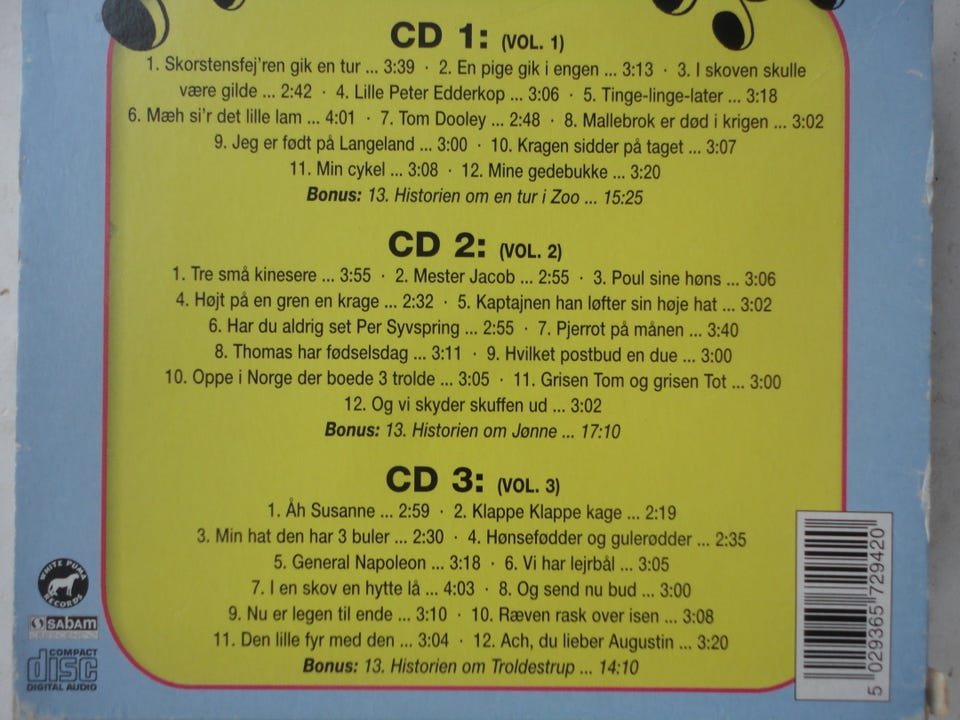 CD 1: (VOL. 1)
1. Skorstensfej'ren gik en tur ... 3:39 · 2. En pige gik i engen ... 3:13 · 3. I skoven skulle
være gilde ... 2:42 · 4. Lille Peter Edderkop ... 3:06 · 5. Tinge-linge-later ... 3:18
6. Mæh si'r det lille lam ... 4:01 · 7. Tom Dooley ... 2:48 · 8. Mallebrok er død i krigen ... 3:02
9. Jeg er født på Langeland ... 3:00 · 10. Kragen sidder på taget ... 3:07
11. Min cykel ... 3:08 · 12. Mine gedebukke ... 3:20
Bonus: 13. Historien om en tur i Zoo ... 15:25
CD 2: (VOL. 2)
1. Tre små kinesere ... 3:55 · 2. Mester Jacob ... 2:55 · 3. Poul sine høns ... 3:06
4. Højt på en gren en krage ... 2:32 · 5. Kaptajnen han løfter sin høje hat ... 3:02
6. Har du aldrig set Per Syvspring ... 2:55 · 7. Pjerrot på månen ... 3:40
8. Thomas har fødselsdag ... 3:11 · 9. Hvilket postbud en due ... 3:00
10. Oppe i Norge der boede 3 trolde ... 3:05 · 11. Grisen Tom og grisen Tot ... 3:00
12. Og vi skyder skuffen ud ... 3:02
Bonus: 13. Historien om Jønne ... 17:10
CD 3: (VOL. 3)
1. Åh Susanne ... 2:59 · 2. Klappe Klappe kage ... 2:19
3. Min hat den har 3 buler ... 2:30 · 4. Hønsefødder og gulerødder ... 2:35
5. General Napoleon ... 3:18 · 6. Vi har lejrbål ... 3:05
7. I en skov en hytte lå ... 4:03 · 8. Og send nu bud ... 3:00
9. Nu er legen til ende ... 3:10 · 10. Ræven rask over isen ... 3:08
11. Den lille fyr med den ... 3:04 · 12. Ach, du lieber Augustin ... 3:20
Bonus: 13. Historien om Troldestrup ... 14:10
WHITE PUMA RECORDS
sabam
COMPACT
disc
DIGITAL AUDIO
5 029365 729420